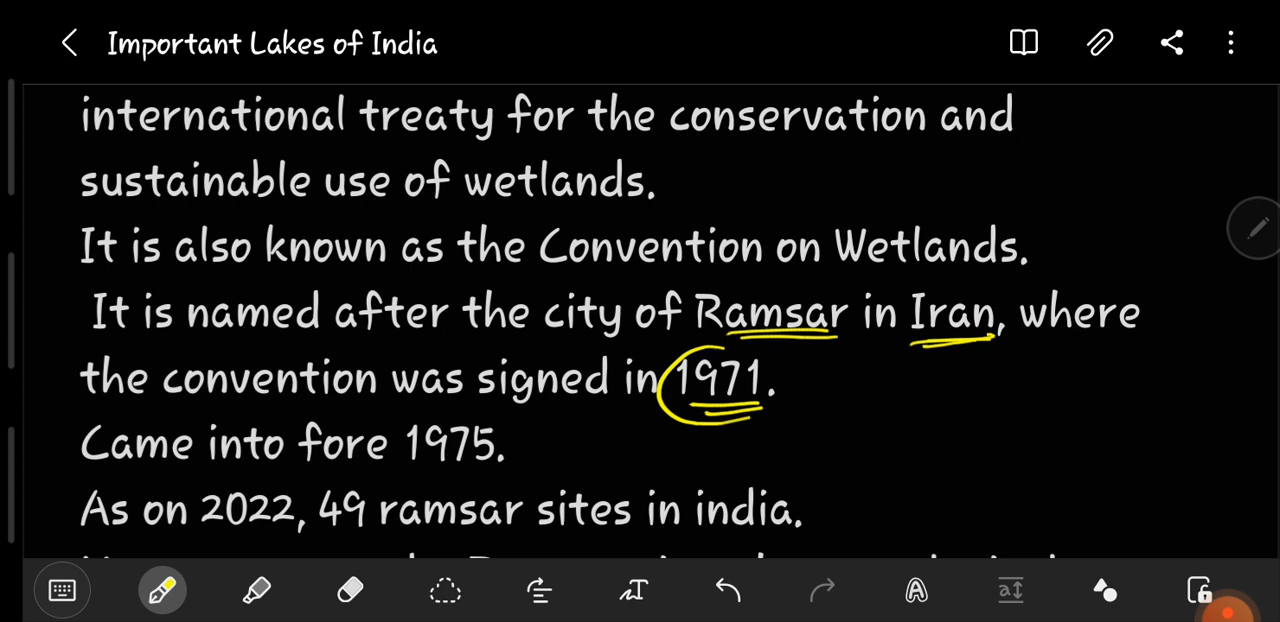 Important Lakes of India
international treaty for the conservation and
sustainable use of wetlands.
It is also known as the Convention on Wetlands.
It is named after the city of Ramsar in Iran, where
the convention was signed in 1971.
Came into fore 1975.
As on 2022, 49 ramsar sites in india.